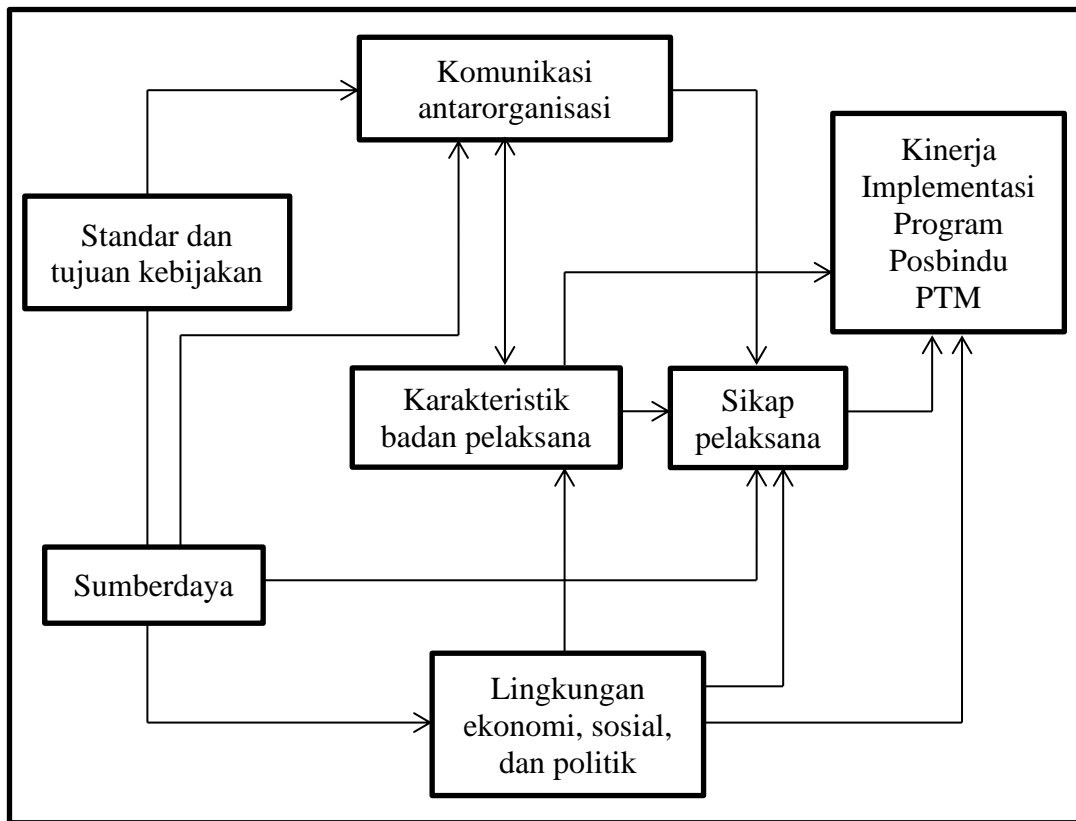 Komunikasi
antarorganisasi
Kinerja
Implementasi
Program
Posbindu
PTM
Standar dan
tujuan kebijakan
Karakteristik
badan pelaksana
Sikap
pelaksana
Sumberdaya
Lingkungan
ekonomi, sosial,
dan politik